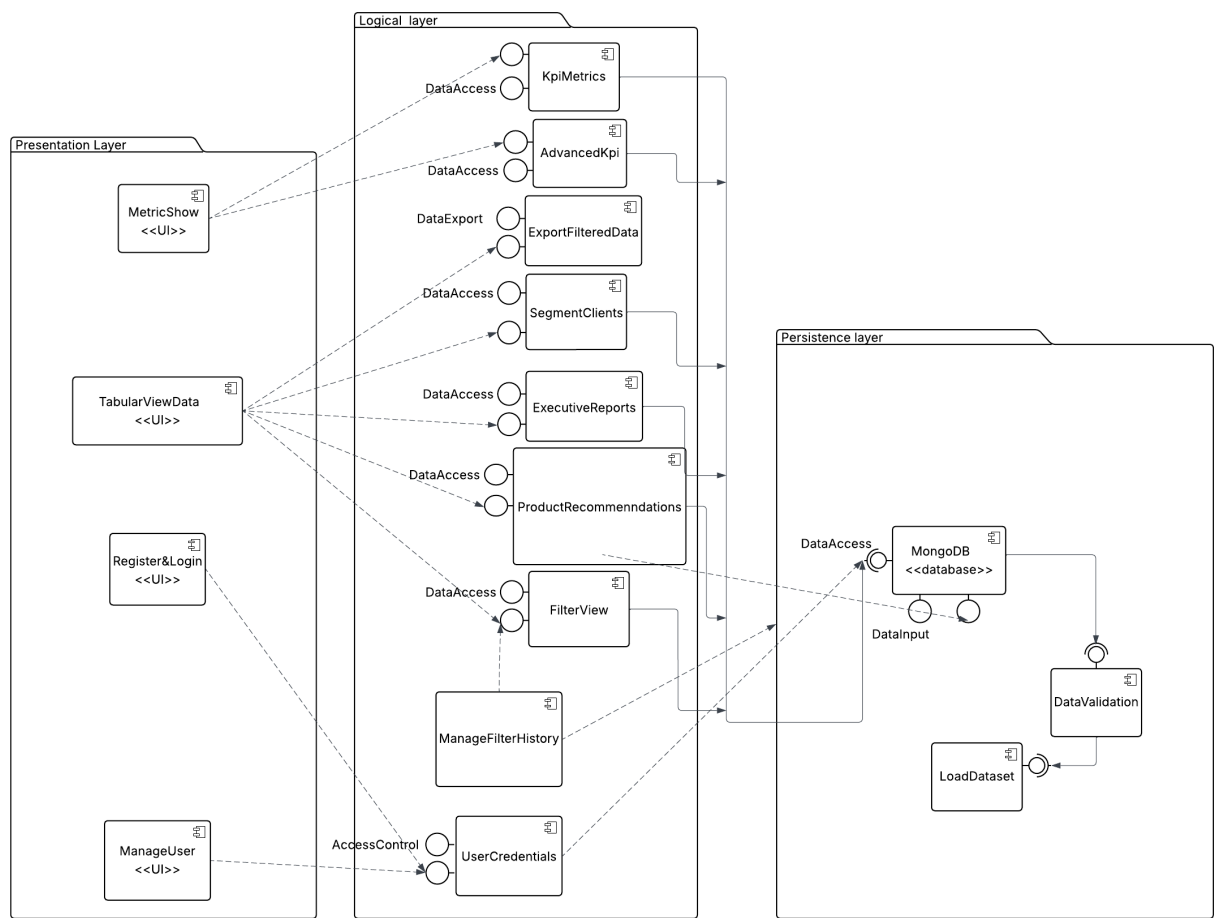 Logical  layer
KpiMetrics
DataAccess
Presentation Layer
AdvancedKpi
DataAccess
MetricShow
<<UI>>
DataExport
ExportFilteredData
DataAccess
SegmentClients
Persistence layer
TabularViewData
<<UI>>
DataAccess
ExecutiveReports
DataAccess
ProductRecommenndations
Register&Login
<<UI>>
DataAccess
MongoDB
<<database>>
DataAccess
FilterView
DataInput
DataValidation
ManageFilterHistory
LoadDataset
ManageUser
<<UI>>
AccessControl
UserCredentials